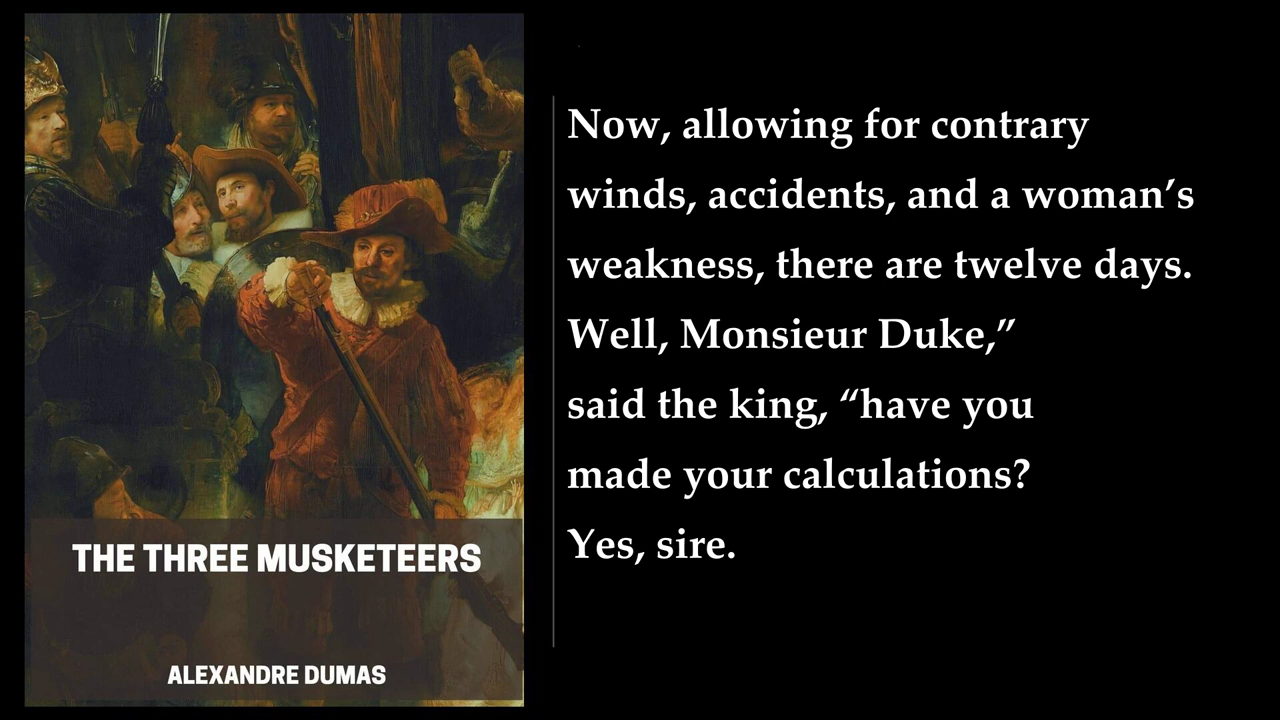 THE THREE MUSKETEERS
ALEXANDRE DUMAS
Now, allowing for contrary
winds, accidents, and a woman’s
weakness, there are twelve days.
Well, Monsieur Duke,”
said the king, “have you
made your calculations?
Yes, sire.